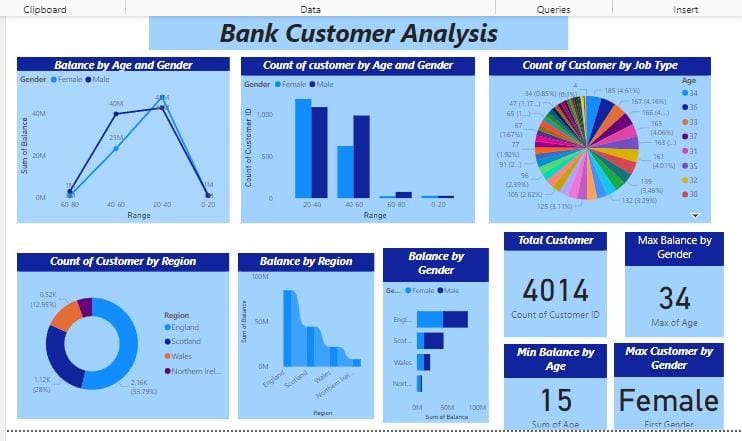 Clipboard
Data
Queries
Insert
Bank Customer Analysis
Balance by Age and Gender
Gender Female Male
Sum of Balance
40M
20M
0M
40M
23M
1M
60-80
40-60
20-40
0-20
Range
Count of customer by Age and Gender
Gender Female Male
Count of Customer ID
1,000
500
0
20-40
40-60
60-80
0-20
Range
Count of Customer by Job Type
34 (0.85%)
47 (1.17...)
65 (1....)
67
(1.67%)
77
(1.92%)
91 (2...)
96
(2.39%)
105 (2.62%)
125 (3.11%)
4
185 (4.61%)
167 (4.16%)
166 (4....)
163
(4.06%)
163 (...)
161
(4.01%)
139
(3.46%)
132 (3.29%)
Age
34
36
33
37
31
35
32
38
Count of Customer by Region
0.52K
(12.95%)
1.12K
(28%)
2.16K
(53.79%)
Region
England
Scotland
Wales
Northern Irel...
Balance by Region
Sum of Balance
100M
50M
0M
England
Scotland
Wales
Northern Irel...
Region
Balance by
Gender
Ge... Female Male
Engl...
Scot...
Wales
Nort...
0M
50M
100M
Sum of Balance
Total Customer
4014
Count of Customer ID
Max Balance by
Gender
34
Max of Age
Min Balance by
Age
15
Sum of Age
Max Customer by
Gender
Female
First Gender